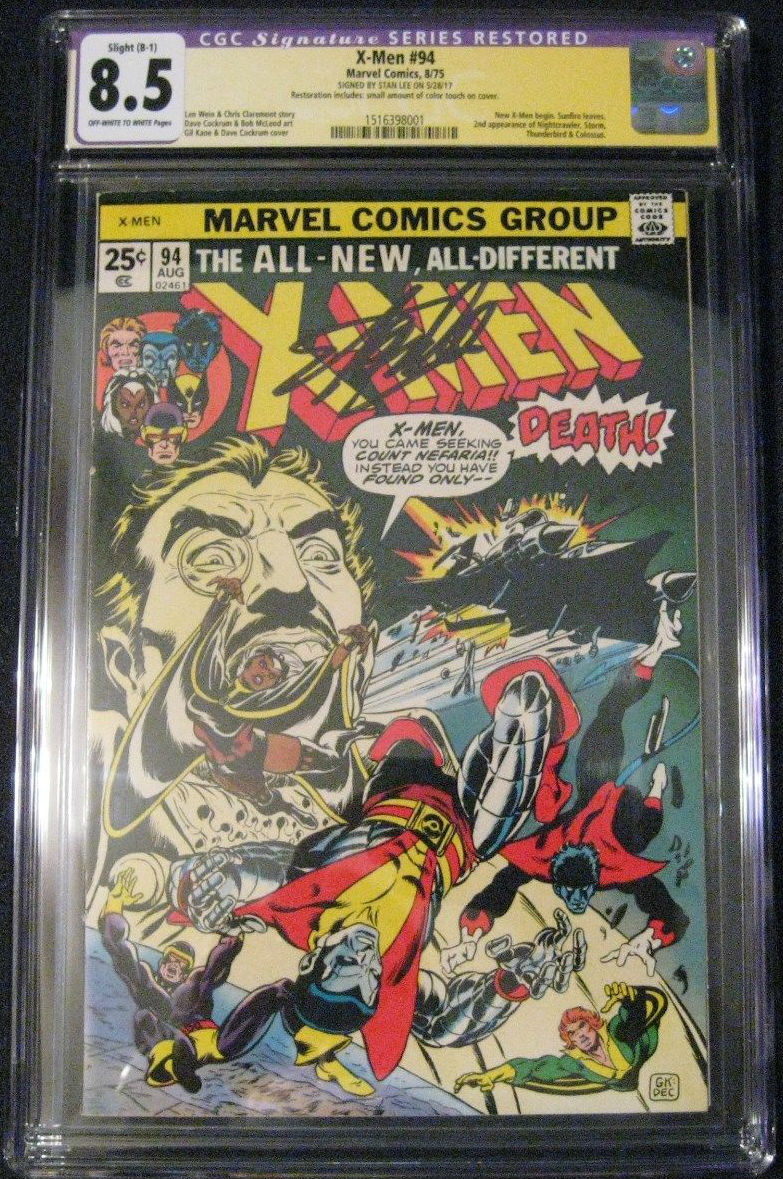 CGC Signature SERIES RESTORED
Slight (B-1)
8.5
OFF-WHITE TO WHITE Pages
X-Men #94
Marvel Comics, 8/75
SIGNED BY STAN LEE ON 5/28/17
Restoration includes: small amount of color touch on cover.
Len Wein & Chris Claremont story
Dave Cockrum & Bob McLeod art
Gil Kane & Dave Cockrum cover
1516398001
New X-Men begin. Sunfire leaves.
2nd appearance of Nightcrawler, Storm,
Thunderbird & Colossus.
X-MEN
MARVEL COMICS GROUP
APPROVED
BY THE
COMICS
CODE
AUTHORITY
25¢
CC
94
AUG
02461
THE ALL-NEW, ALL-DIFFERENT
X-MEN
X-MEN,
YOU CAME SEEKING
COUNT NEFARIA!!
INSTEAD YOU HAVE
FOUND ONLY--
DEATH!
GK-
DEC